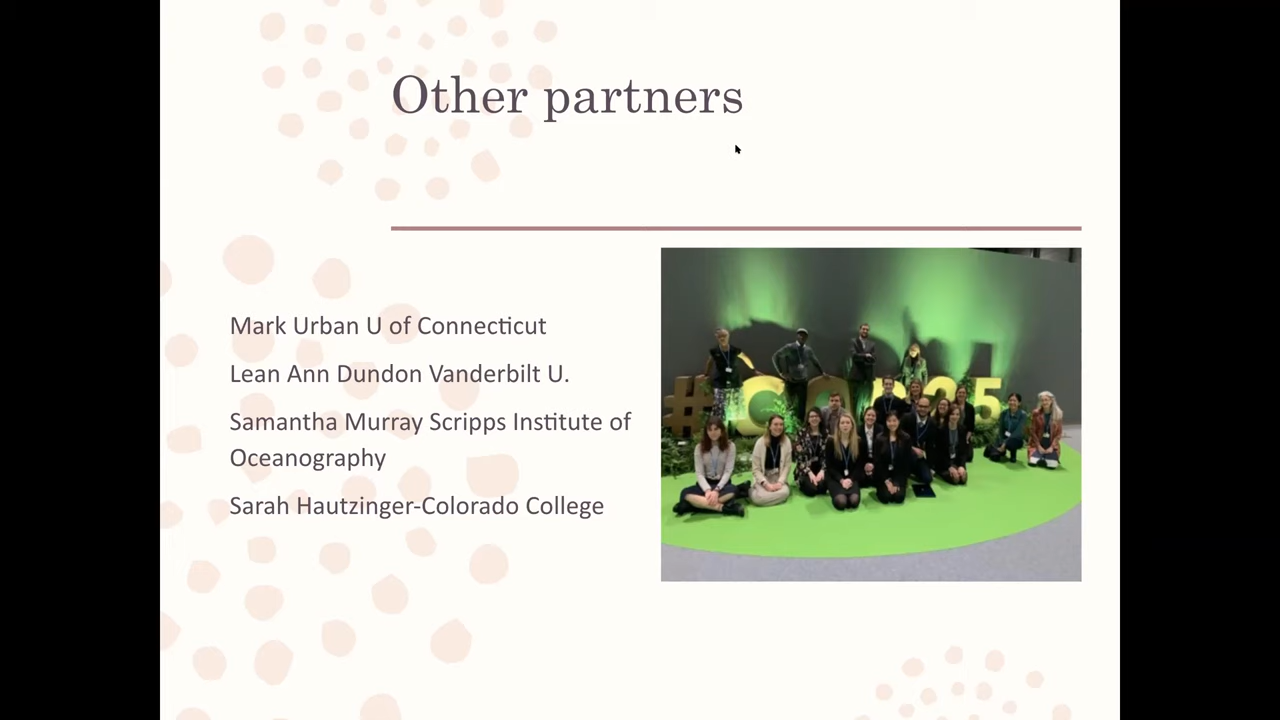 Other partners
Mark Urban U of Connecticut
Lean Ann Dundon Vanderbilt U.
Samantha Murray Scripps Institute of
Oceanography
Sarah Hautzinger-Colorado College
#COP25